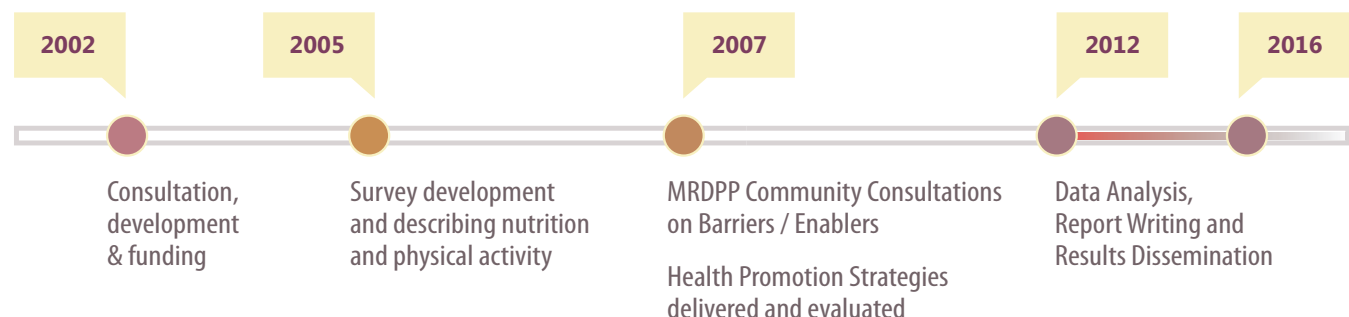 2002
2005
2007
2012
2016
Consultation,
development
& funding
Survey development
and describing nutrition
and physical activity
MRDPP Community Consultations
on Barriers / Enablers
Health Promotion Strategies
delivered and evaluated
Data Analysis,
Report Writing and
Results Dissemination